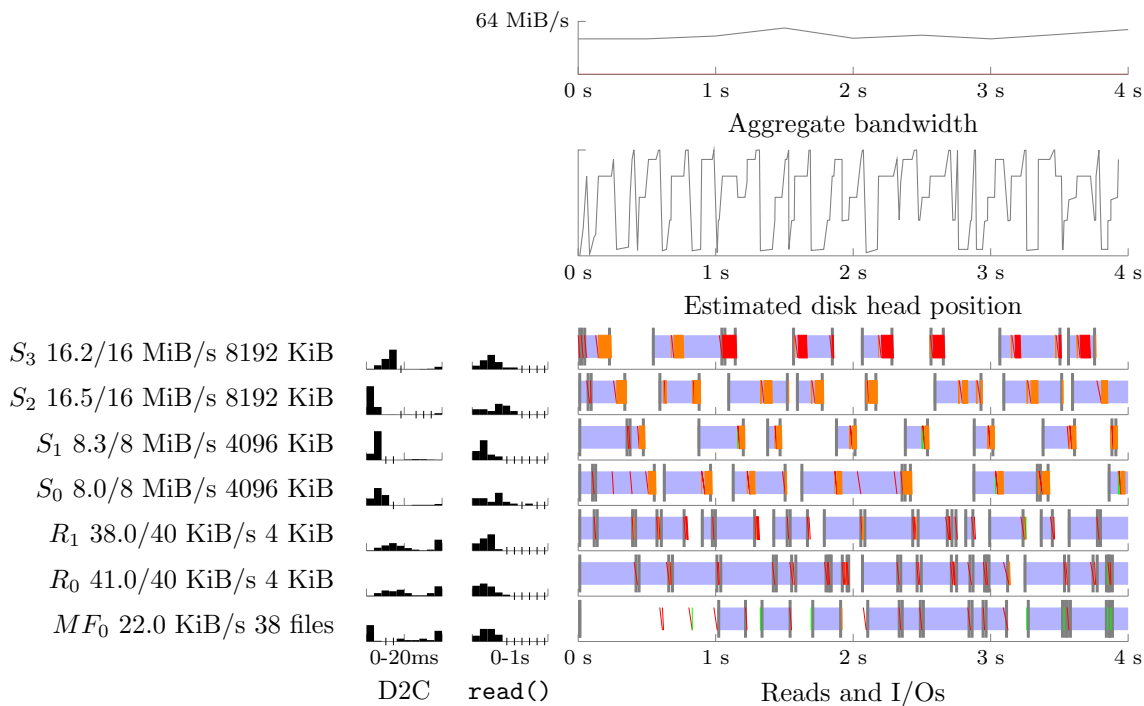 64 MiB/s
0 s 1 s 2 s 3 s 4 s
Aggregate bandwidth
0 s 1 s 2 s 3 s 4 s
Estimated disk head position
S3 16.2/16 MiB/s 8192 KiB
S2 16.5/16 MiB/s 8192 KiB
S1 8.3/8 MiB/s 4096 KiB
S0 8.0/8 MiB/s 4096 KiB
R1 38.0/40 KiB/s 4 KiB
R0 41.0/40 KiB/s 4 KiB
MF0 22.0 KiB/s 38 files
0-20ms 0-1s 0 s 1 s 2 s 3 s 4 s
D2C read() Reads and I/Os